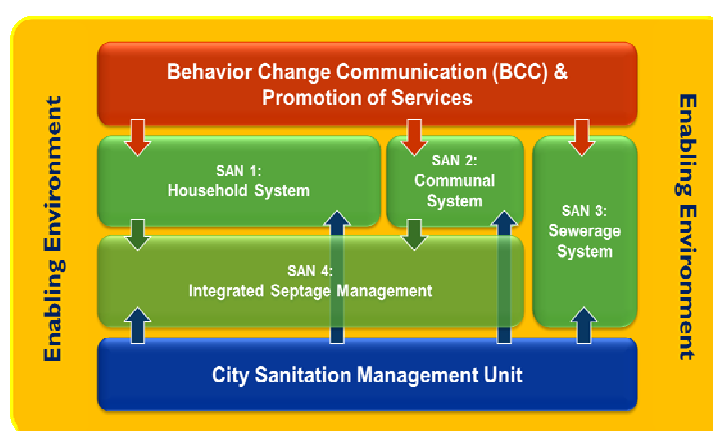 Behavior Change Communication (BCC) &
Promotion of Services
Enabling Environment
Enabling Environment
SAN 1:
Household System
SAN 2:
Communal
System
SAN 3:
Sewerage
System
SAN 4:
Integrated Septage Management
City Sanitation Management Unit